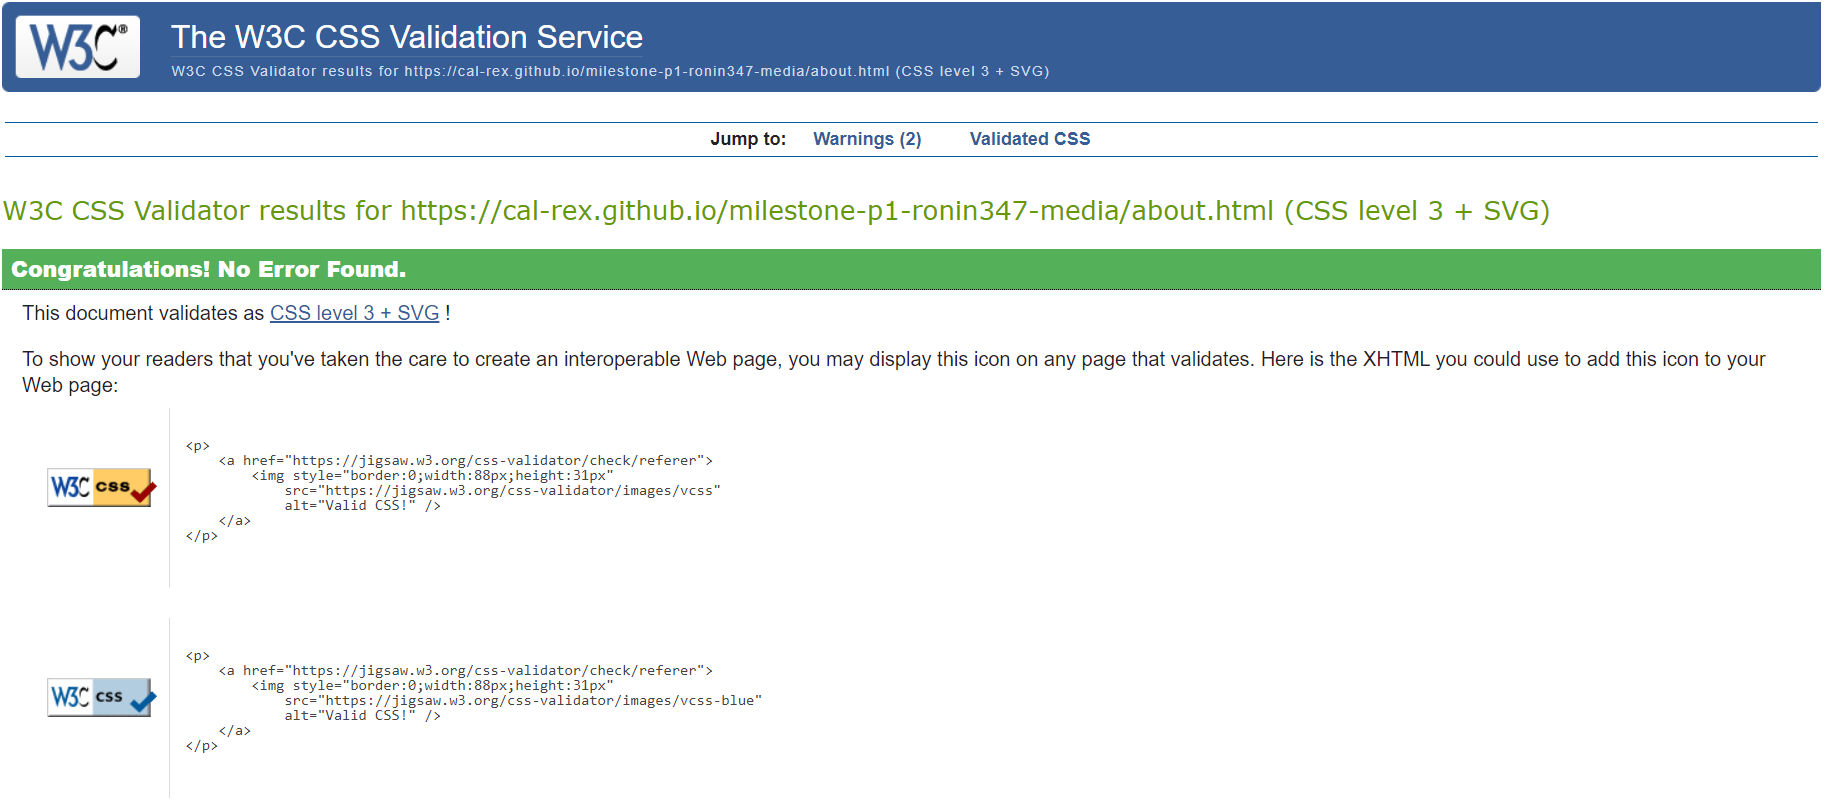 W3C®
The W3C CSS Validation Service
W3C CSS Validator results for https://cal-rex.github.io/milestone-p1-ronin347-media/about.html (CSS level 3 + SVG)
Jump to: Warnings (2) Validated CSS
W3C CSS Validator results for https://cal-rex.github.io/milestone-p1-ronin347-media/about.html (CSS level 3 + SVG)
Congratulations! No Error Found.
This document validates as CSS level 3 + SVG !
To show your readers that you've taken the care to create an interoperable Web page, you may display this icon on any page that validates. Here is the XHTML you could use to add this icon to your
Web page:
W3C css
<p>
    <a href="https://jigsaw.w3.org/css-validator/check/referer">
        <img style="border:0;width:88px;height:31px"
            src="https://jigsaw.w3.org/css-validator/images/vcss"
            alt="Valid CSS!" />
    </a>
</p>
W3C css
<p>
    <a href="https://jigsaw.w3.org/css-validator/check/referer">
        <img style="border:0;width:88px;height:31px"
            src="https://jigsaw.w3.org/css-validator/images/vcss-blue"
            alt="Valid CSS!" />
    </a>
</p>